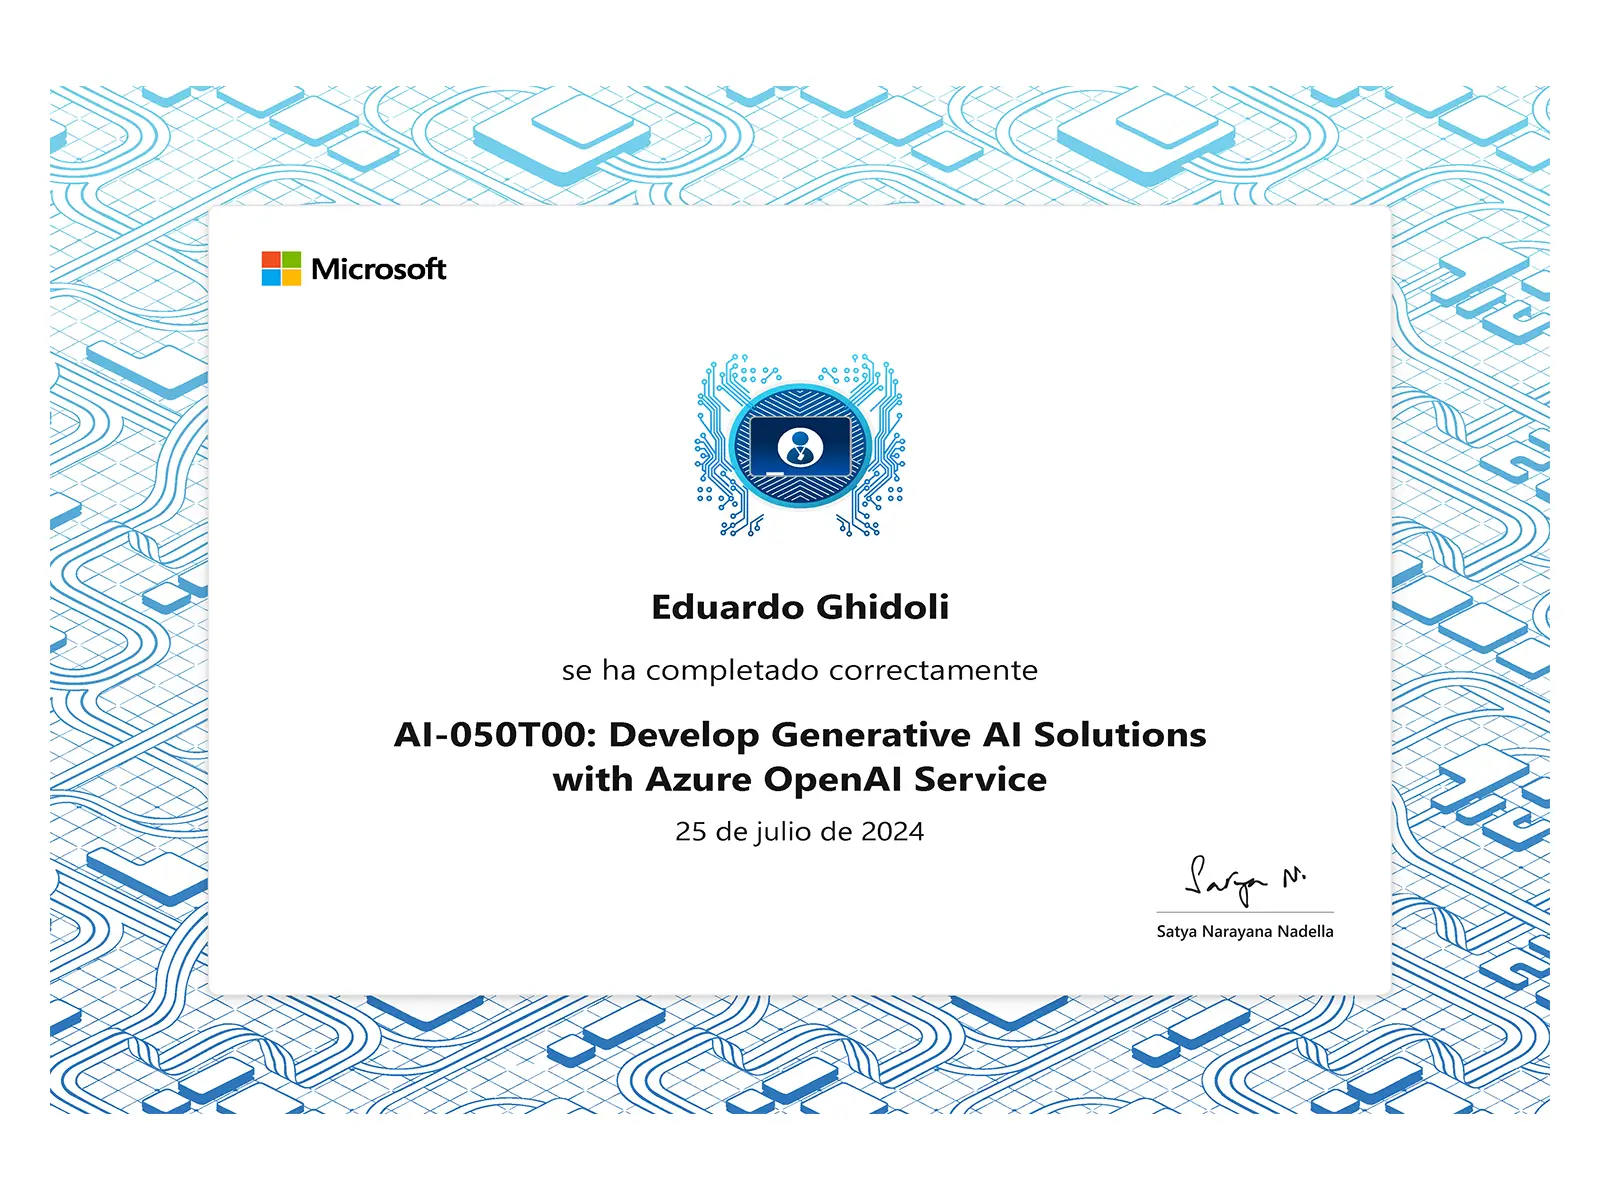 Microsoft
Eduardo Ghidoli
se ha completado correctamente
AI-050T00: Develop Generative AI Solutions
with Azure OpenAI Service
25 de julio de 2024
Satya N.
Satya Narayana Nadella